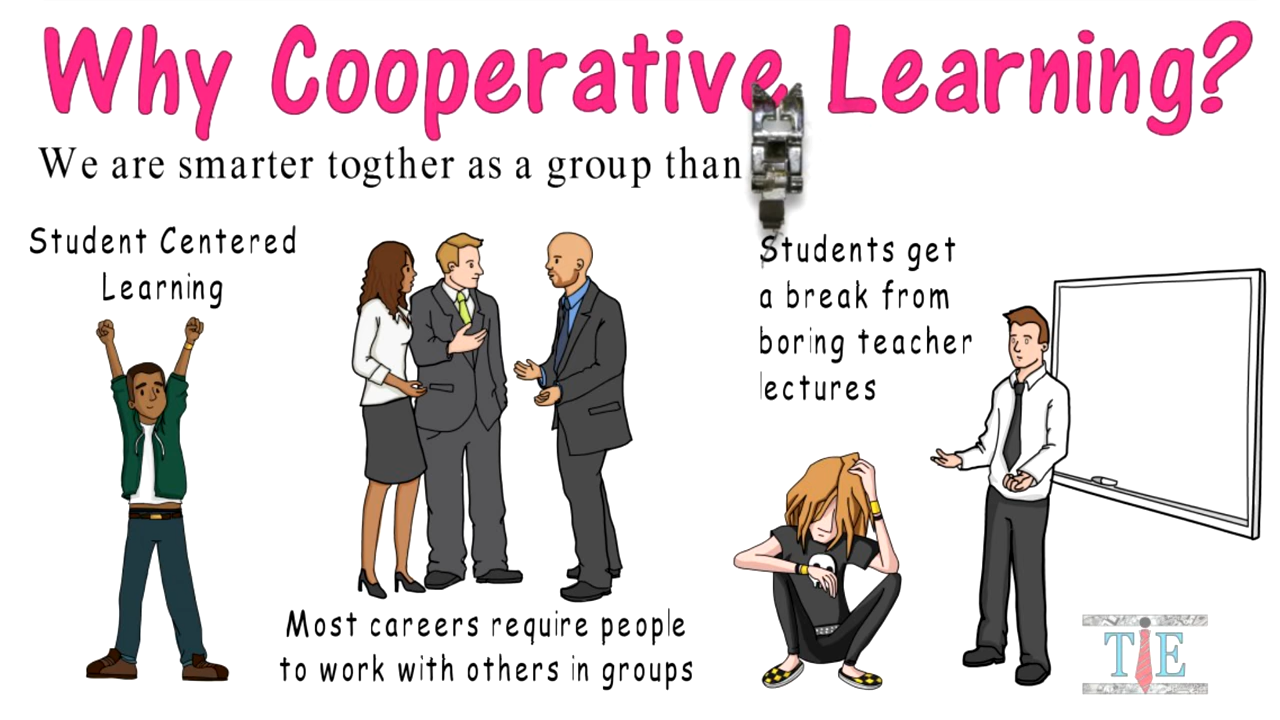 Why Cooperative Learning?
We are smarter togther as a group than
Student Centered
Learning
Students get
a break from
boring teacher
lectures
Most careers require people
to work with others in groups
TIE